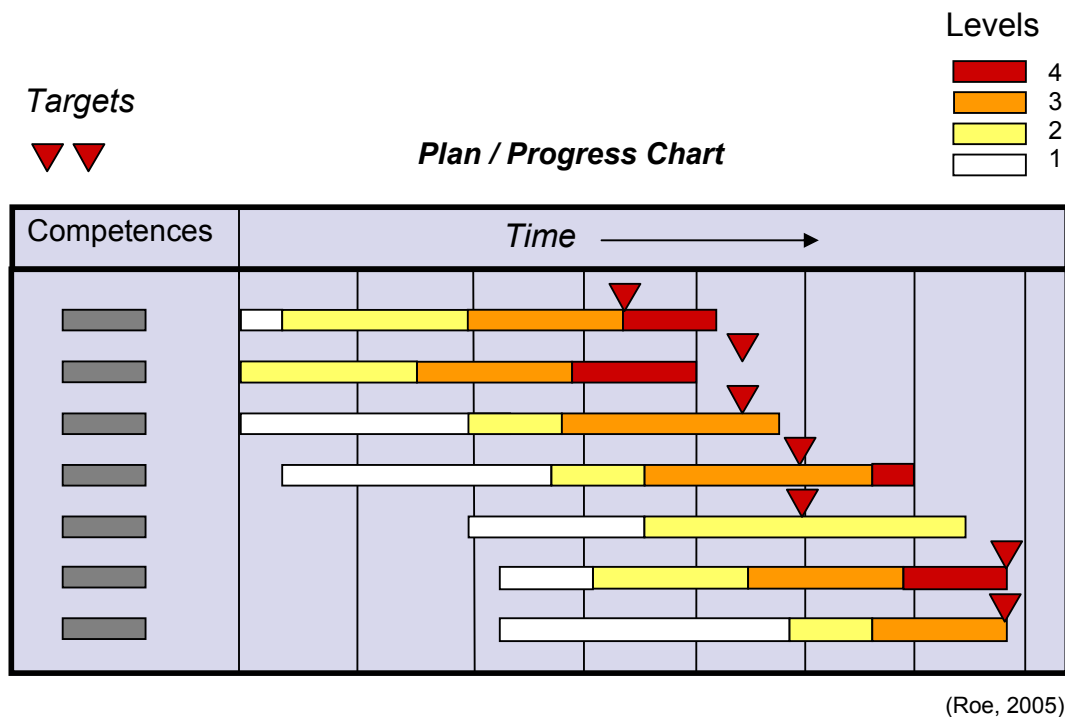 Levels
4
3
2
1
Targets
Plan / Progress Chart
Competences
Time
(Roe, 2005)